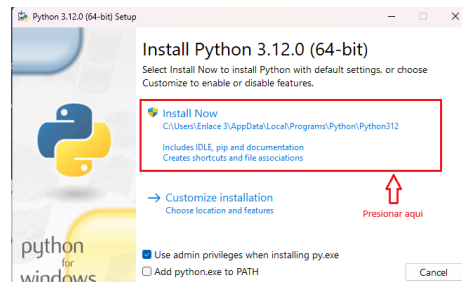 Python 3.12.0 (64-bit) Setup
Install Python 3.12.0 (64-bit)
Select Install Now to install Python with default settings, or choose
Customize to enable or disable features.
Install Now
C:\Users\Enlace 3\AppData\Local\Programs\Python\Python312
Includes IDLE, pip and documentation
Creates shortcuts and file associations
Customize installation
Choose location and features
Presionar aqui
python
for
windows
Use admin privileges when installing py.exe
Add python.exe to PATH
Cancel